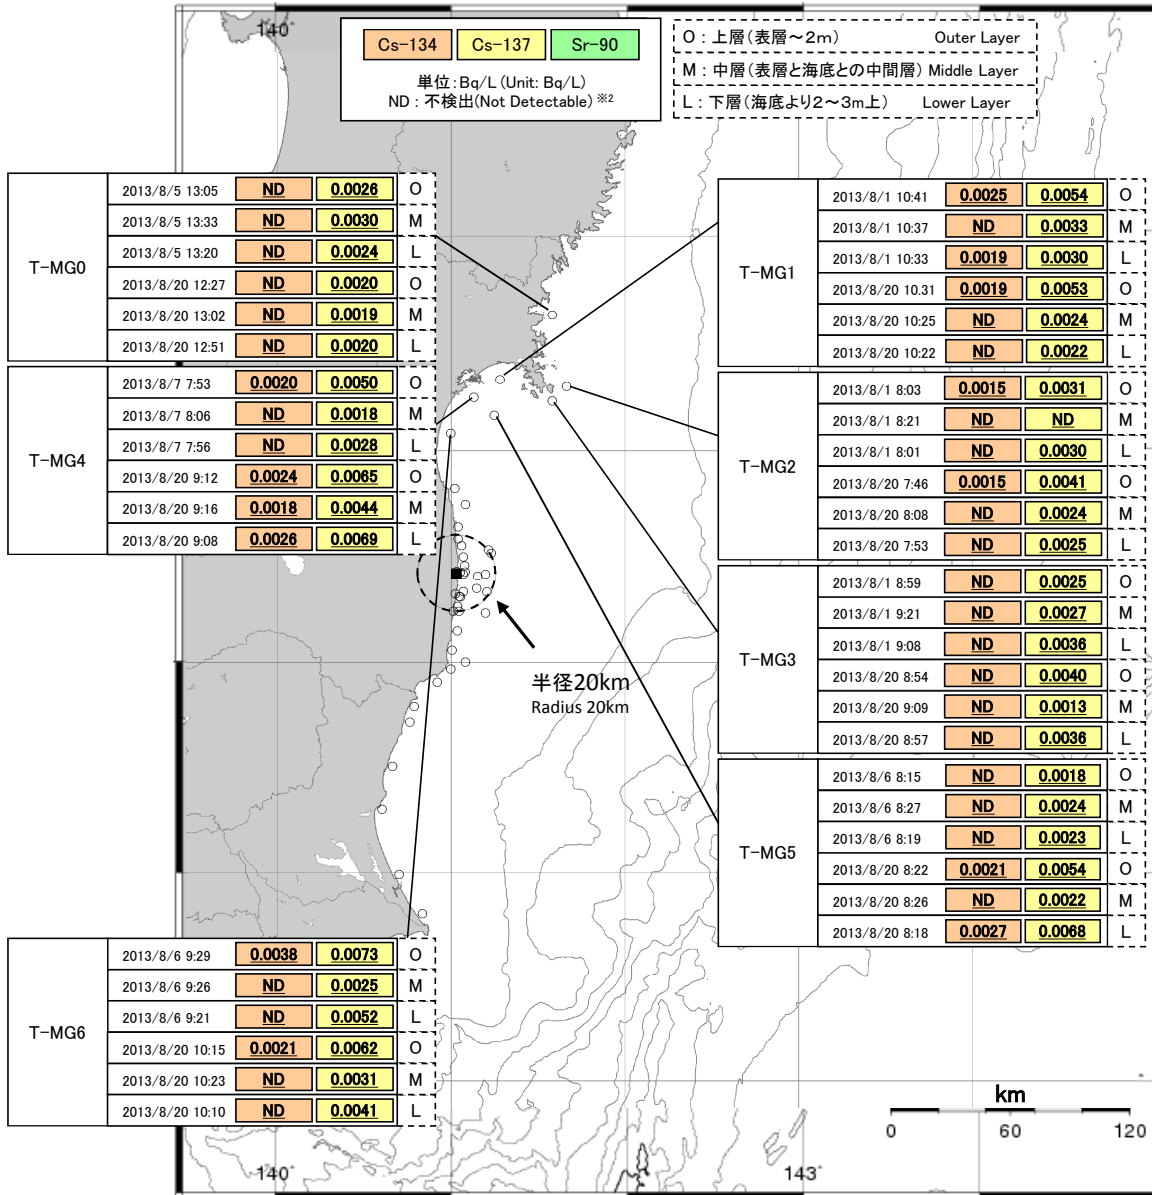 140°
Cs-134 Cs-137 Sr-90
単位:Bq/L (Unit: Bq/L)
ND : 不検出(Not Detectable) ※2
O : 上層(表層～2m) Outer Layer
M : 中層(表層と海底との中間層) Middle Layer
L : 下層(海底より2～3m上) Lower Layer
T-MG0
2013/8/5 13:05 ND 0.0026 O
2013/8/5 13:33 ND 0.0030 M
2013/8/5 13:20 ND 0.0024 L
2013/8/20 12:27 ND 0.0020 O
2013/8/20 13:02 ND 0.0019 M
2013/8/20 12:51 ND 0.0020 L
T-MG4
2013/8/7 7:53 0.0020 0.0050 O
2013/8/7 8:06 ND 0.0018 M
2013/8/7 7:56 ND 0.0028 L
2013/8/20 9:12 0.0024 0.0065 O
2013/8/20 9:16 0.0018 0.0044 M
2013/8/20 9:08 0.0026 0.0069 L
T-MG1
2013/8/1 10:41 0.0025 0.0054 O
2013/8/1 10:37 ND 0.0033 M
2013/8/1 10:33 0.0019 0.0030 L
2013/8/20 10.31 0.0019 0.0053 O
2013/8/20 10:25 ND 0.0024 M
2013/8/20 10:22 ND 0.0022 L
T-MG2
2013/8/1 8:03 0.0015 0.0031 O
2013/8/1 8:21 ND ND M
2013/8/1 8:01 ND 0.0030 L
2013/8/20 7:46 0.0015 0.0041 O
2013/8/20 8:08 ND 0.0024 M
2013/8/20 7:53 ND 0.0025 L
T-MG3
2013/8/1 8:59 ND 0.0025 O
2013/8/1 9:21 ND 0.0027 M
2013/8/1 9:08 ND 0.0036 L
2013/8/20 8:54 ND 0.0040 O
2013/8/20 9:09 ND 0.0013 M
2013/8/20 8:57 ND 0.0036 L
半径20km
Radius 20km
T-MG5
2013/8/6 8:15 ND 0.0018 O
2013/8/6 8:27 ND 0.0024 M
2013/8/6 8:19 ND 0.0023 L
2013/8/20 8:22 0.0021 0.0054 O
2013/8/20 8:26 ND 0.0022 M
2013/8/20 8:18 0.0027 0.0068 L
T-MG6
2013/8/6 9:29 0.0038 0.0073 O
2013/8/6 9:26 ND 0.0025 M
2013/8/6 9:21 ND 0.0052 L
2013/8/20 10:15 0.0021 0.0062 O
2013/8/20 10:23 ND 0.0031 M
2013/8/20 10:10 ND 0.0041 L
km
0 60 120
140° 143°